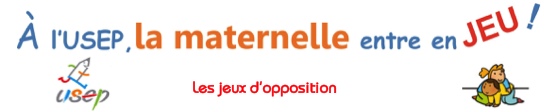 À l'USEP, la maternelle entre en JEU !
usep
Les jeux d'opposition